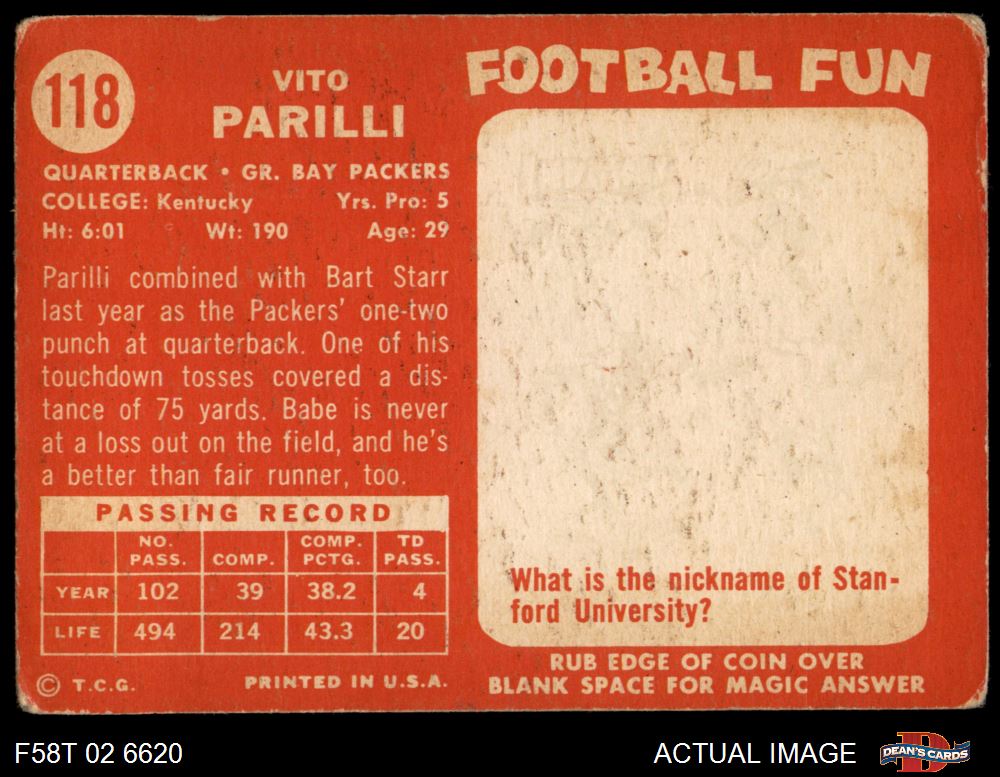 118
VITO
PARILLI
QUARTERBACK • GR. BAY PACKERS
COLLEGE: Kentucky Yrs. Pro: 5
Ht: 6:01 Wt: 190 Age: 29
Parilli combined with Bart Starr
last year as the Packers' one-two
punch at quarterback. One of his
touchdown tosses covered a dis-
tance of 75 yards. Babe is never
at a loss out on the field, and he's
a better than fair runner, too.
PASSING RECORD
NO. PASS. COMP. COMP. PCTG. TD PASS.
YEAR 102 39 38.2 4
LIFE 494 214 43.3 20
© T.C.G. PRINTED IN U.S.A.
FOOTBALL FUN
What is the nickname of Stan-
ford University?
RUB EDGE OF COIN OVER
BLANK SPACE FOR MAGIC ANSWER
F58T 02 6620
ACTUAL IMAGE
D
DEAN'S CARDS